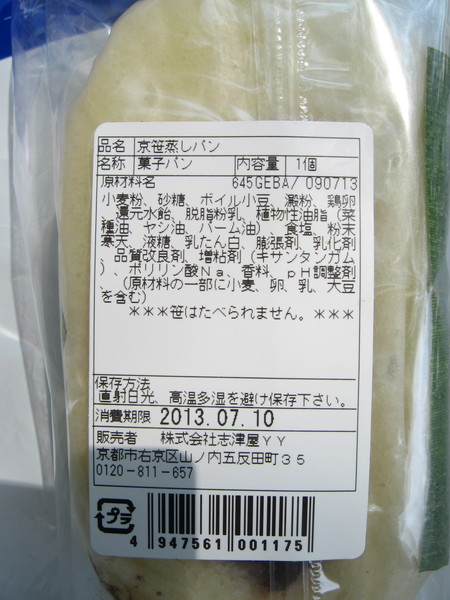 品名 京笹蒸しパン
名称 菓子パン 内容量 1個
原材料名 645GEBA/ 090713
小麦粉、砂糖、ボイル小豆、澱粉、鶏卵
、還元水飴、脱脂粉乳、植物性油脂(菜
種油、ヤシ油、パーム油)、食塩、粉末
寒天、液糖、乳たん白、膨張剤、乳化剤
、品質改良剤、増粘剤(キサンタンガム
)、ポリリン酸Na、香料、pH調整剤
、(原材料の一部に小麦、卵、乳、大豆
を含む)
***笹はたべられません。***
保存方法
直射日光、高温多湿を避け保存下さい。
消費期限 2013.07.10
販売者 株式会社志津屋YY
京都市右京区山ノ内五反田町35
0120-811-657
プラ
4 947561 001175